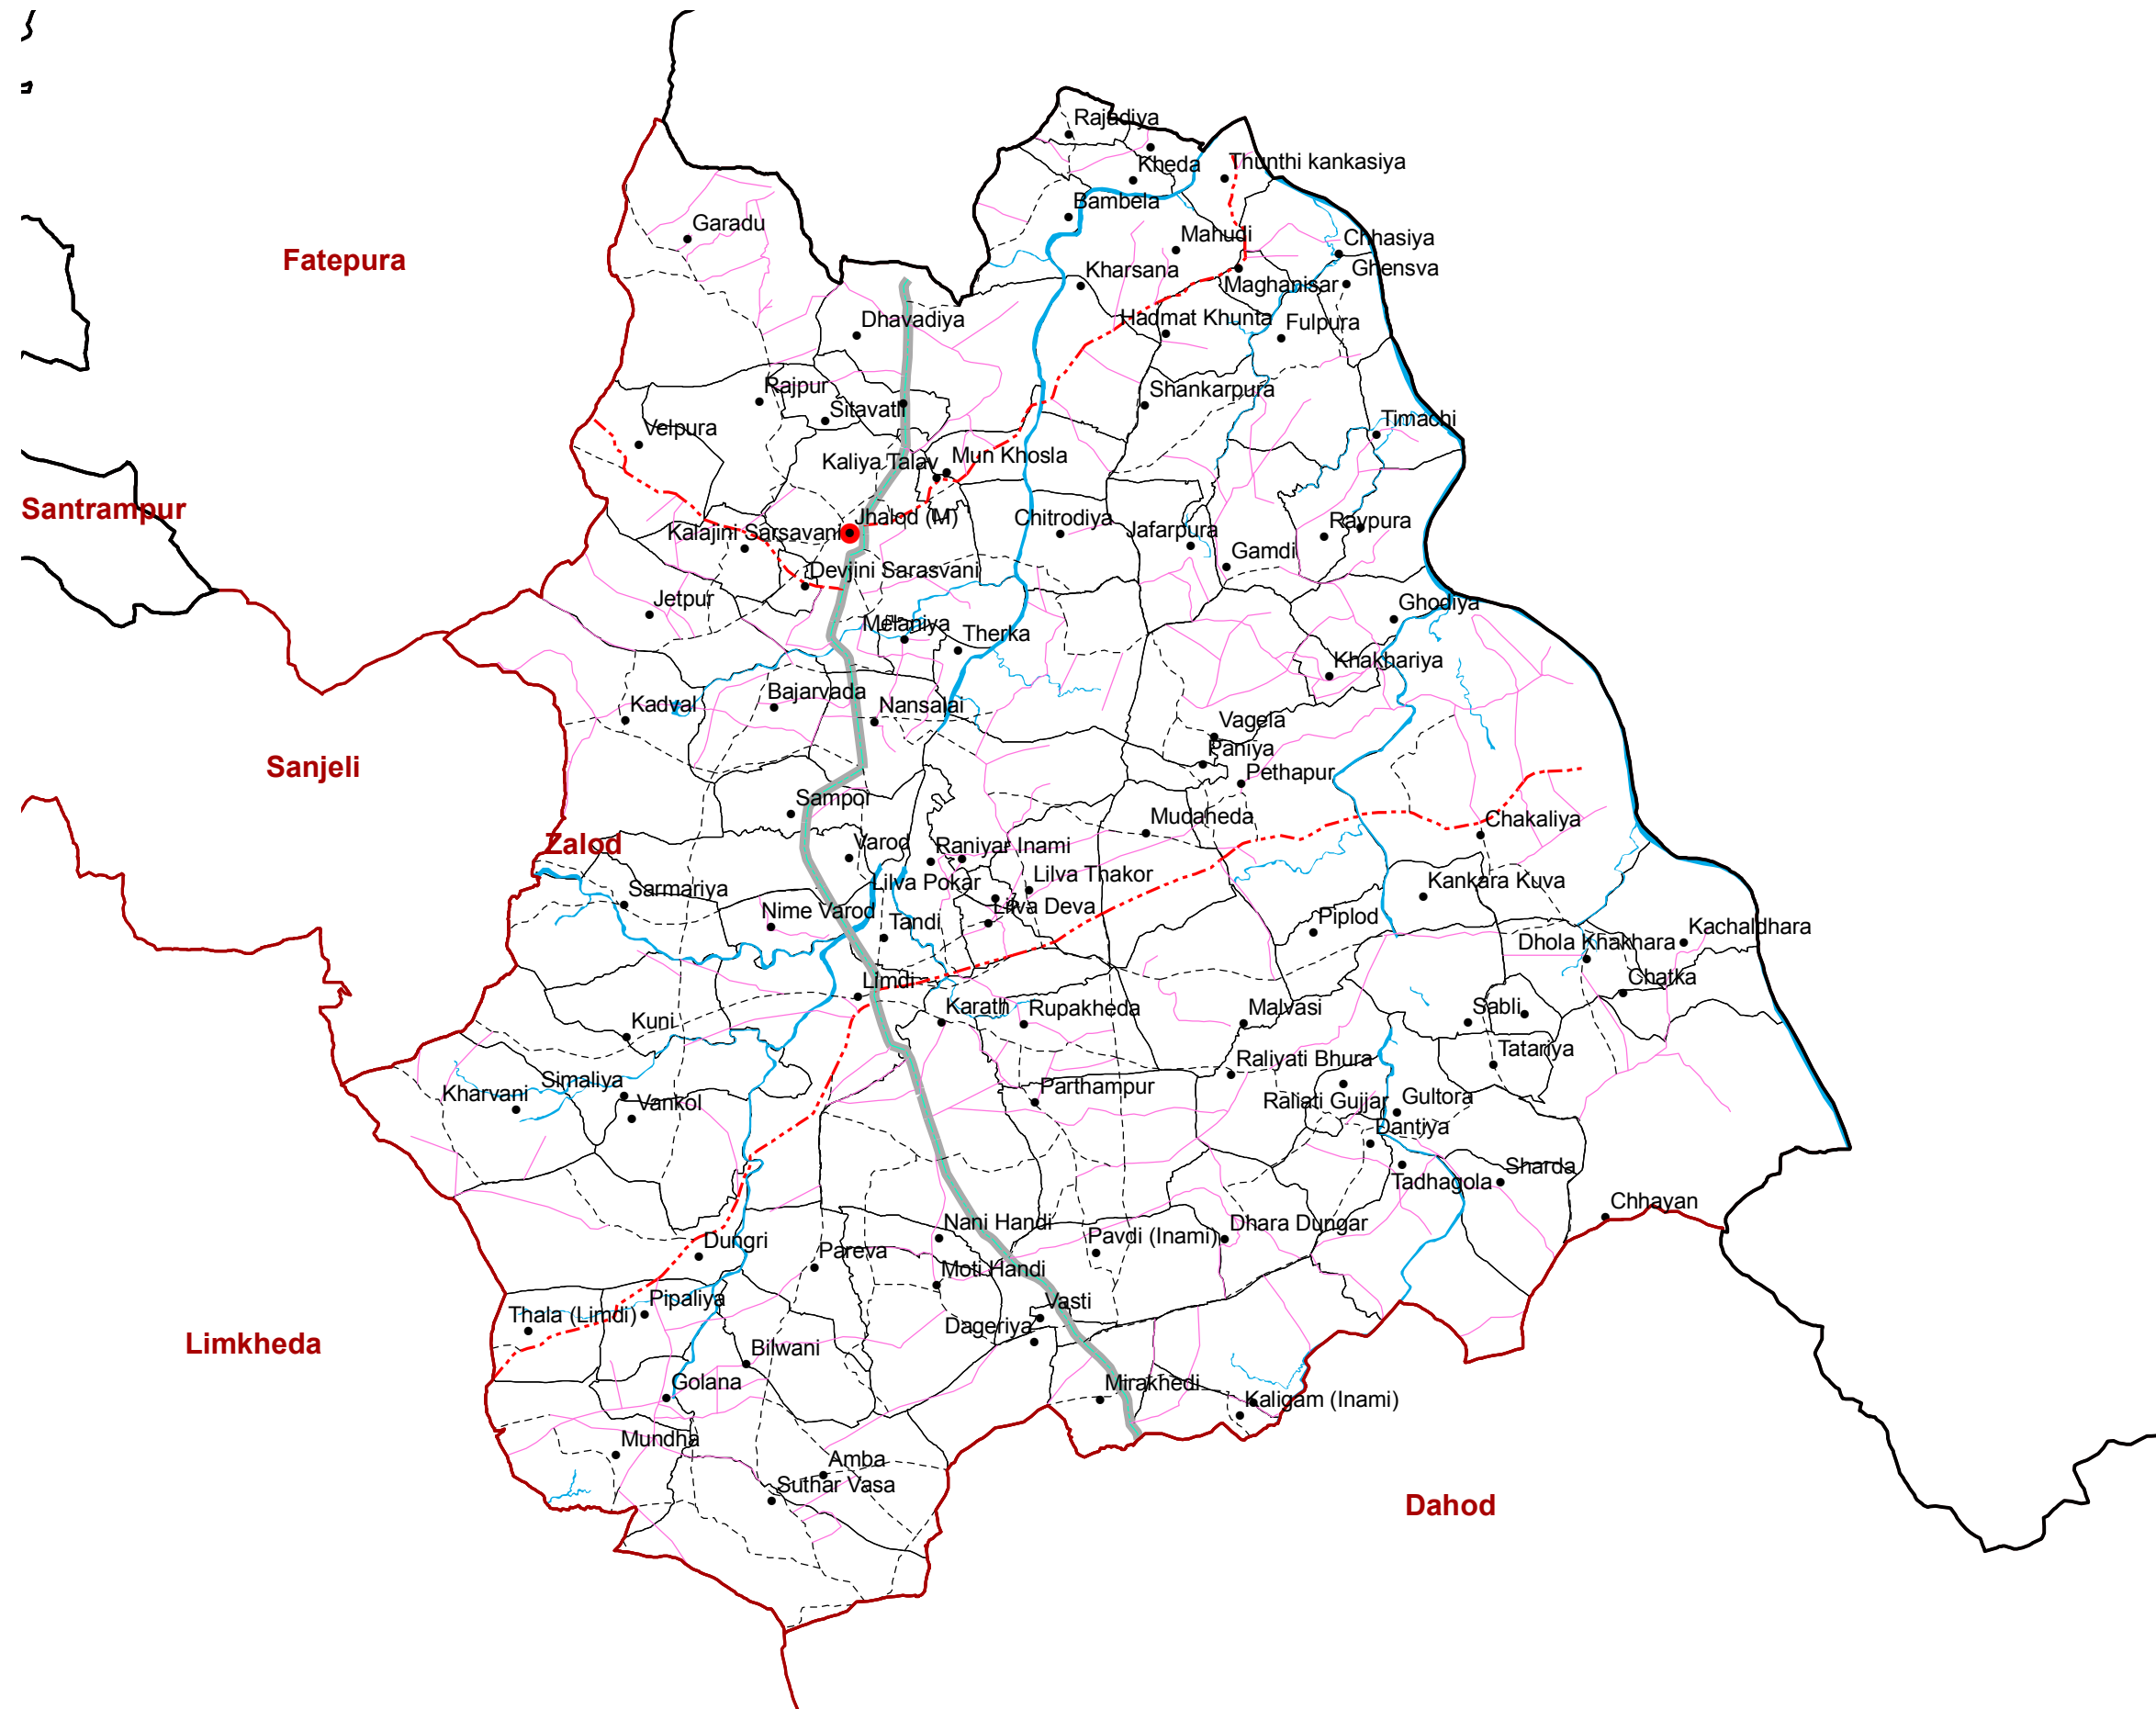 Rajadiya
Kheda
Thunthi kankasiya
Bambela
Garadu
Mahudi
Chhasiya
Fatepura
Kharsana
Ghensva
Maghanisar
Dhavadiya
Hadmat Khunta
Fulpura
Rajpur
Shankarpura
Sitavatli
Timachi
Velpura
Kaliya Talav
Mun Khosla
Santrampur
Jhalod (M)
Chitrodiya
Jafarpura
Raypura
Kalajini Sarsavani
Gamdi
Devjini Sarasvani
Jetpur
Ghodiya
Melaniya
Therka
Khakhariya
Bajarvada
Kadval
Nansalai
Vagela
Paniya
Sanjeli
Pethapur
Sampoi
Mudaheda
Chakaliya
Zalod
Varod
Raniyar Inami
Lilva Pokar
Lilva Thakor
Kankara Kuva
Sarmariya
Nime Varod
Lilva Deva
Tandi
Piplod
Kachaldhara
Dhola Khakhara
Limdi
Chatka
Karath
Rupakheda
Malvasi
Sabli
Kuni
Tatariya
Raliyati Bhura
Simaliya
Parthampur
Kharvani
Vankol
Raliati Gujjar
Gultora
Dantiya
Sharda
Tadhagola
Chhayan
Nani Handi
Dhara Dungar
Pavdi (Inami)
Dungri
Pareva
Moti Handi
Pipaliya
Vasti
Thala (Limdi)
Dageriya
Limkheda
Bilwani
Golana
Mirakhedi
Kaligam (Inami)
Mundha
Amba
Suthar Vasa
Dahod